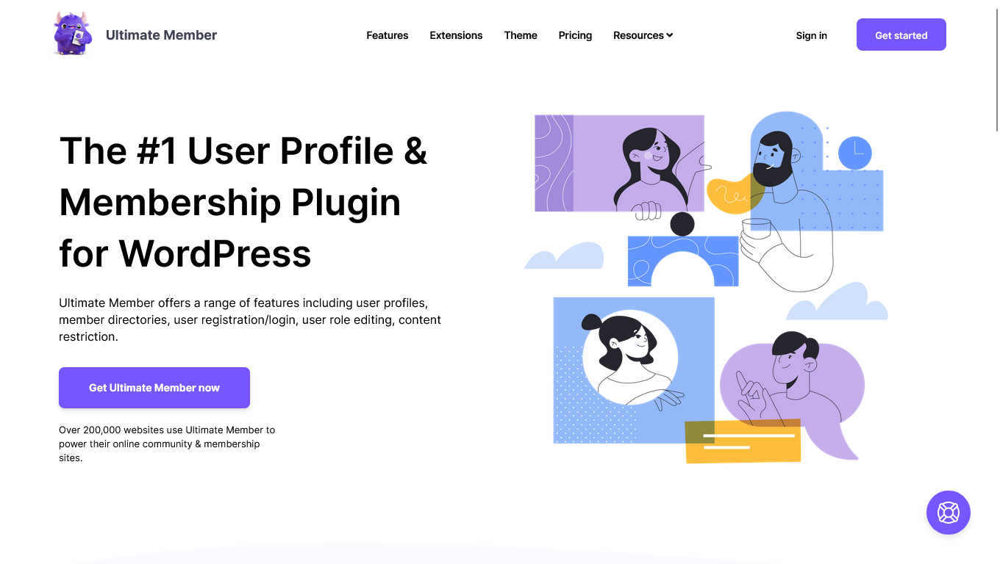 Ultimate Member
Features
Extensions
Theme
Pricing
Resources
Sign in
Get started
The #1 User Profile &
Membership Plugin
for WordPress
Ultimate Member offers a range of features including user profiles,
member directories, user registration/login, user role editing, content
restriction.
Get Ultimate Member now
Over 200,000 websites use Ultimate Member to
power their online community & membership
sites.